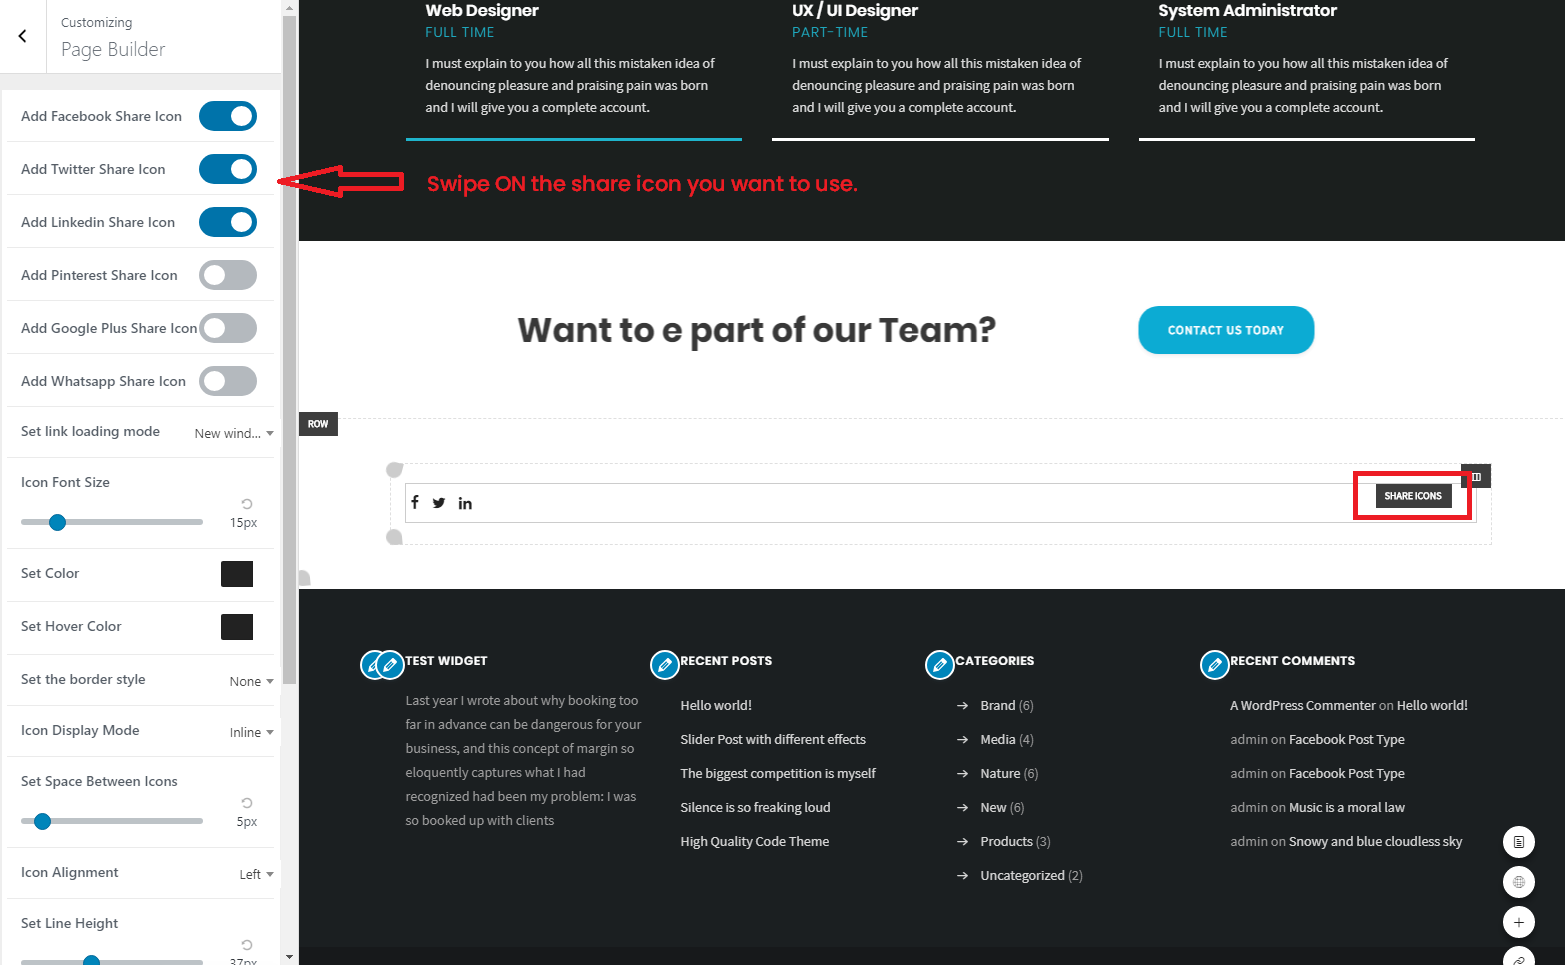 Customizing
Page Builder
Add Facebook Share Icon
Add Twitter Share Icon
Add Linkedin Share Icon
Add Pinterest Share Icon
Add Google Plus Share Icon
Add Whatsapp Share Icon
Set link loading mode
New wind...
Icon Font Size
15px
Set Color
Set Hover Color
Set the border style
None
Icon Display Mode
Inline
Set Space Between Icons
5px
Icon Alignment
Left
Set Line Height
37px
Web Designer
FULL TIME
I must explain to you how all this mistaken idea of
denouncing pleasure and praising pain was born
and I will give you a complete account.
UX / UI Designer
PART-TIME
I must explain to you how all this mistaken idea of
denouncing pleasure and praising pain was born
and I will give you a complete account.
System Administrator
FULL TIME
I must explain to you how all this mistaken idea of
denouncing pleasure and praising pain was born
and I will give you a complete account.
Swipe ON the share icon you want to use.
Want to e part of our Team?
CONTACT US TODAY
ROW
SHARE ICONS
TEST WIDGET
Last year I wrote about why booking too
far in advance can be dangerous for your
business, and this concept of margin so
eloquently captures what I had
recognized had been my problem: I was
so booked up with clients
RECENT POSTS
Hello world!
Slider Post with different effects
The biggest competition is myself
Silence is so freaking loud
High Quality Code Theme
CATEGORIES
Brand (6)
Media (4)
Nature (6)
New (6)
Products (3)
Uncategorized (2)
RECENT COMMENTS
A WordPress Commenter on Hello world!
admin on Facebook Post Type
admin on Facebook Post Type
admin on Music is a moral law
admin on Snowy and blue cloudless sky